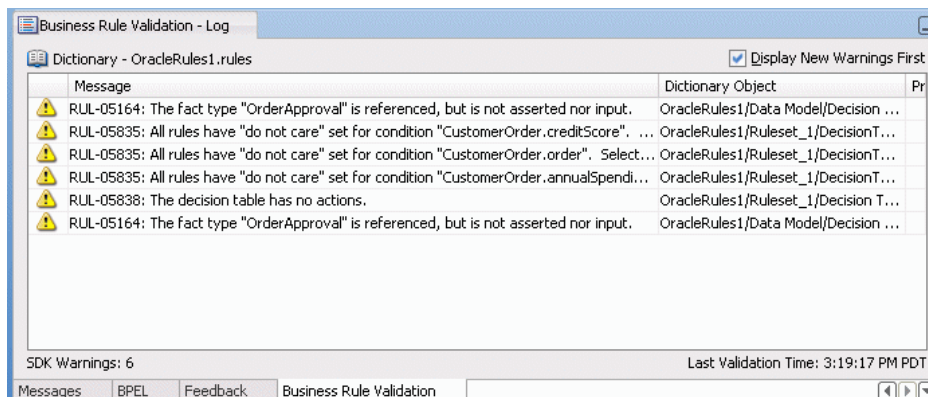 Business Rule Validation - Log
Dictionary - OracleRules1.rules Display New Warnings First
Message Dictionary Object Pr
RUL-05164: The fact type "OrderApproval" is referenced, but is not asserted nor input. OracleRules1/Data Model/Decision ...
RUL-05835: All rules have "do not care" set for condition "CustomerOrder.creditScore". ... OracleRules1/Ruleset_1/DecisionT...
RUL-05835: All rules have "do not care" set for condition "CustomerOrder.order". Select... OracleRules1/Ruleset_1/DecisionT...
RUL-05835: All rules have "do not care" set for condition "CustomerOrder.annualSpendi... OracleRules1/Ruleset_1/DecisionT...
RUL-05838: The decision table has no actions. OracleRules1/Ruleset_1/Decision T...
RUL-05164: The fact type "OrderApproval" is referenced, but is not asserted nor input. OracleRules1/Data Model/Decision ...
SDK Warnings: 6 Last Validation Time: 3:19:17 PM PDT
Messages BPEL Feedback Business Rule Validation